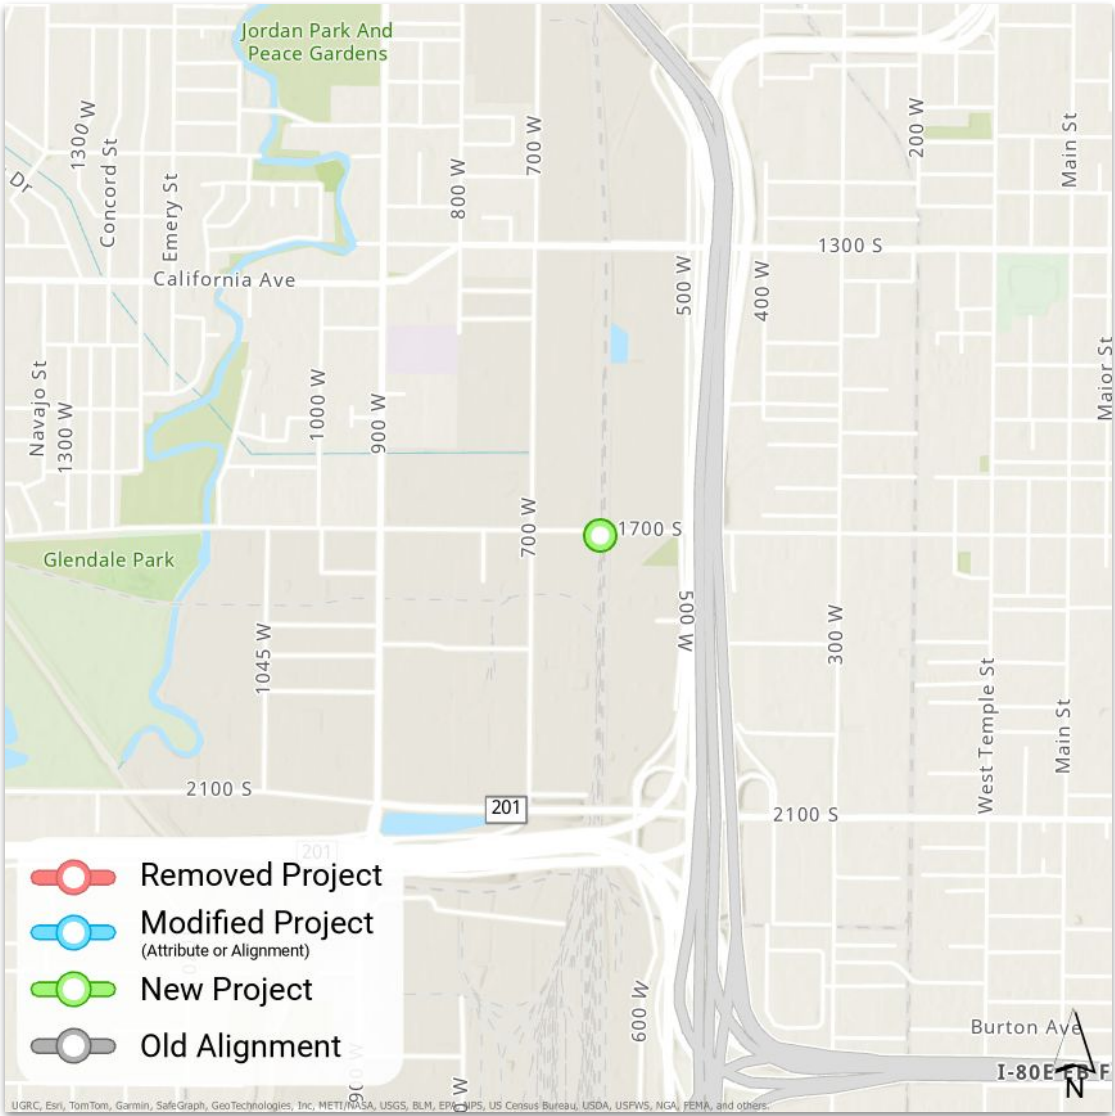 Jordan Park And
Peace Gardens
1300 W
Concord St
Emery St
Dr
800 W
700 W
200 W
Main St
1300 S
California Ave
500 W
400 W
Navajo St
1300 W
1000 W
900 W
Major St
700 W
1700 S
Glendale Park
500 W
1045 W
300 W
West Temple St
Main St
2100 S
201
2100 S
201
Removed Project
Modified Project
(Attribute or Alignment)
New Project
Old Alignment
600 W
Burton Ave
I-80E EB F
N
900 W
0 W
UGRC, Esri, TomTom, Garmin, SafeGraph, GeoTechnologies, Inc, METI/NASA, USGS, BLM, EPA, NPS, US Census Bureau, USDA, USFWS, NGA, FEMA, and others.